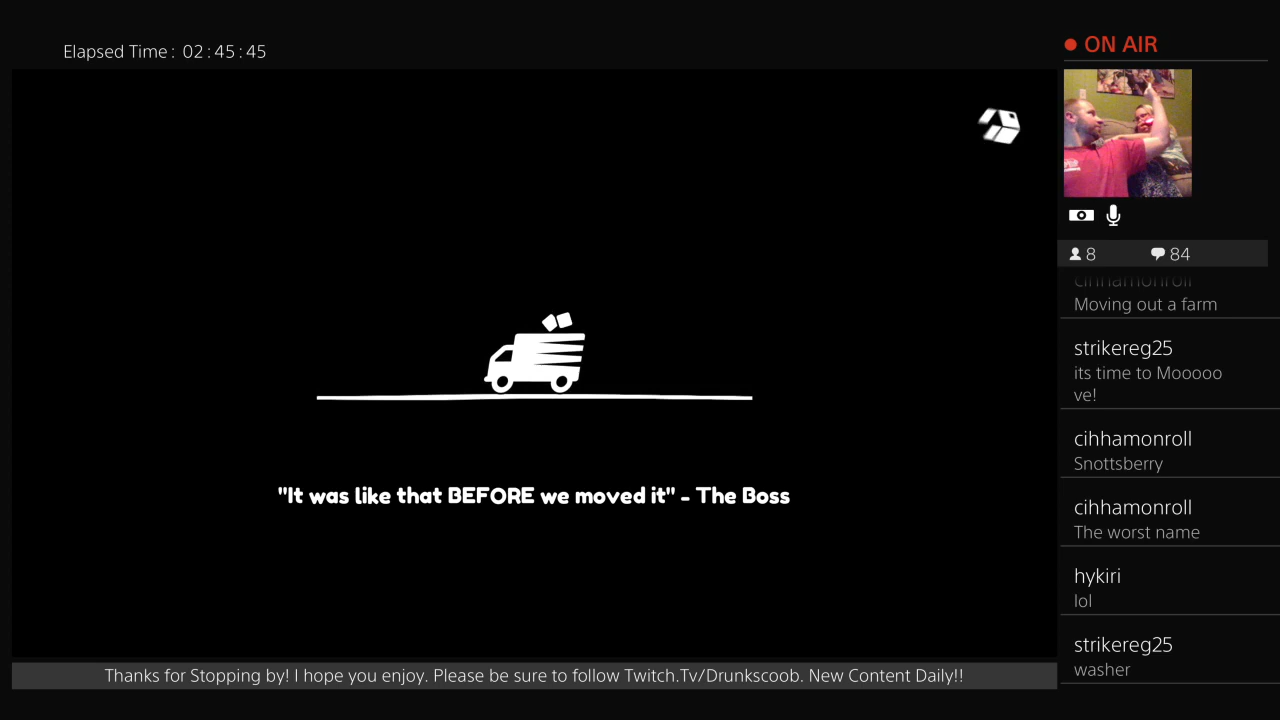 Elapsed Time: 02:45:45
ON AIR
8 84
cihhamonroll
Moving out a farm
strikereg25
its time to Mooooo
ve!
cihhamonroll
Snottsberry
cihhamonroll
The worst name
hykiri
lol
strikereg25
washer
"It was like that BEFORE we moved it" - The Boss
Thanks for Stopping by! I hope you enjoy. Please be sure to follow Twitch.Tv/Drunkscoob. New Content Daily!!